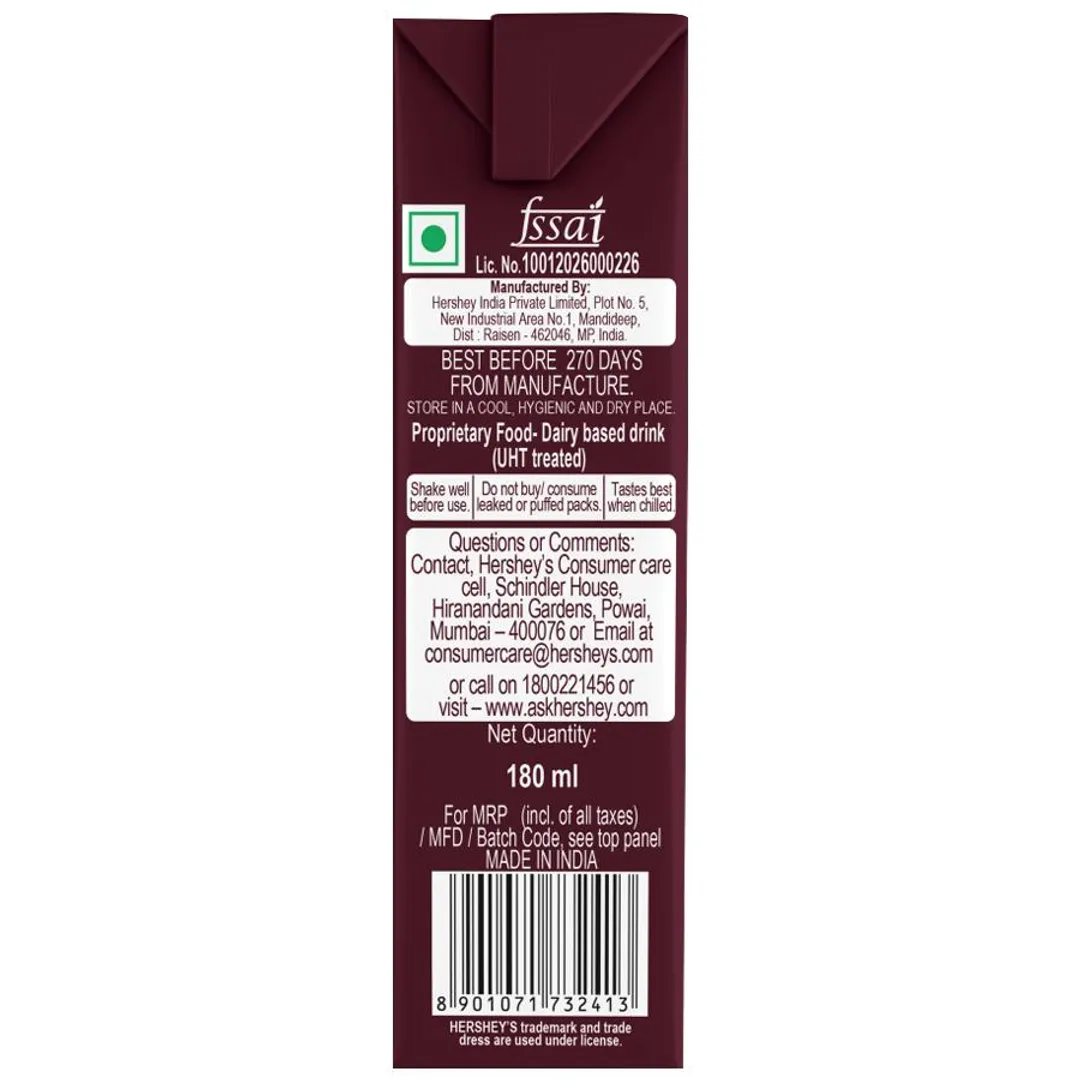 fssai
Lic. No.10012026000226
Manufactured By:
Hershey India Private Limited, Plot No. 5,
New Industrial Area No.1, Mandideep,
Dist : Raisen - 462046, MP, India.
BEST BEFORE 270 DAYS
FROM MANUFACTURE.
STORE IN A COOL, HYGIENIC AND DRY PLACE.
Proprietary Food- Dairy based drink
(UHT treated)
Shake well
before use.
Do not buy/ consume
leaked or puffed packs.
Tastes best
when chilled.
Questions or Comments:
Contact, Hershey's Consumer care
cell, Schindler House,
Hiranandani Gardens, Powai,
Mumbai – 400076 or Email at
consumercare@hersheys.com
or call on 1800221456 or
visit – www.askhershey.com
Net Quantity:
180 ml
For MRP (incl. of all taxes)
/ MFD / Batch Code, see top panel
MADE IN INDIA
8 901071 732413
HERSHEY'S trademark and trade
dress are used under license.